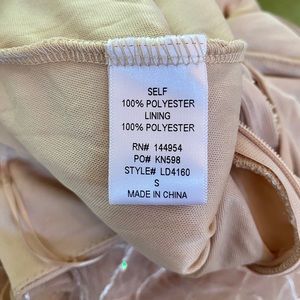 SELF
100% POLYESTER
LINING
100% POLYESTER
RN# 144954
PO# KN598
STYLE# LD4160
S
MADE IN CHINA